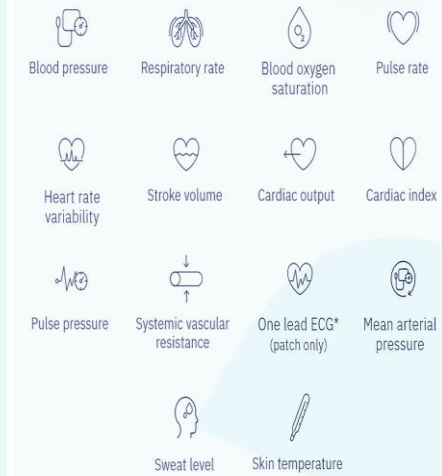 Blood pressure
Respiratory rate
O2
Blood oxygen
saturation
Pulse rate
Heart rate
variability
Stroke volume
Cardiac output
Cardiac index
Pulse pressure
Systemic vascular
resistance
One lead ECG*
(patch only)
Mean arterial
pressure
Sweat level
Skin temperature